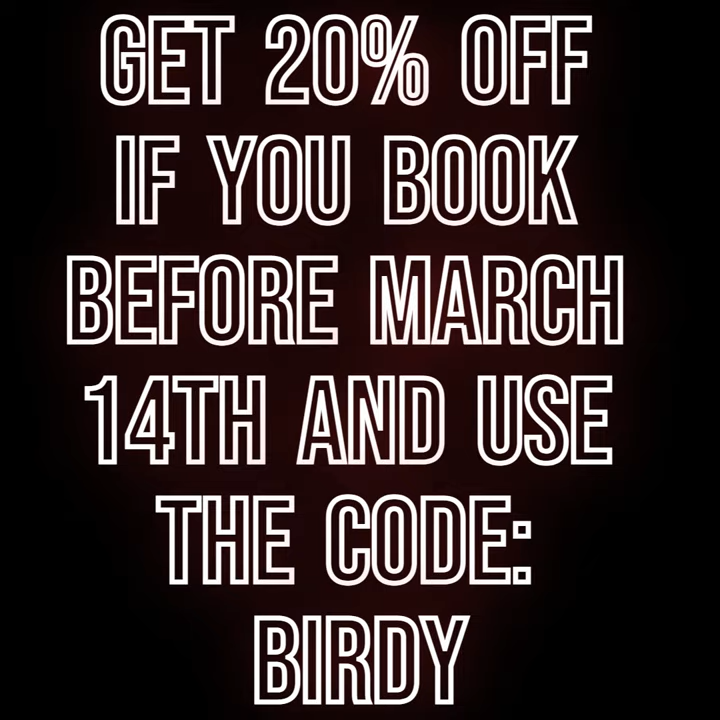 GET 20% OFF
IF YOU BOOK
BEFORE MARCH
14TH AND USE
THE CODE:
BIRDY